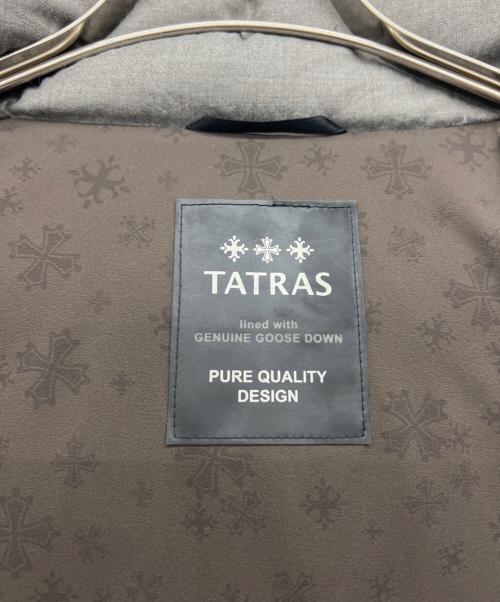 TATRAS
lined with
GENUINE GOOSE DOWN
PURE QUALITY
DESIGN